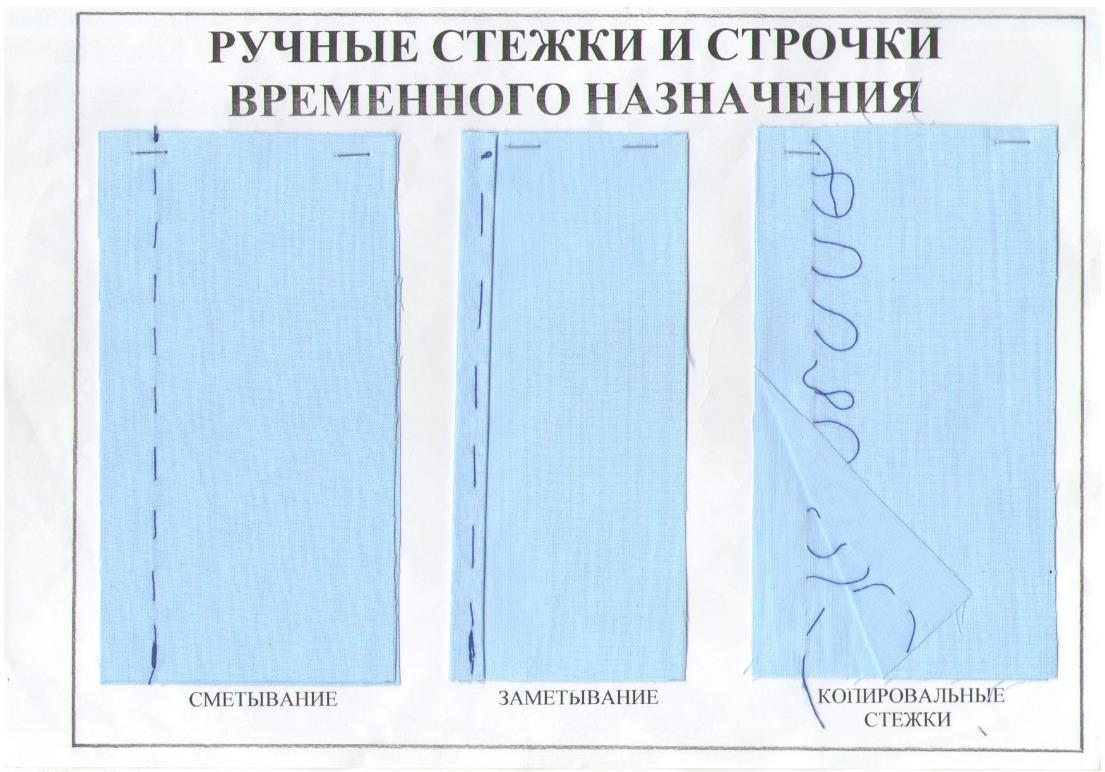 РУЧНЫЕ СТЕЖКИ И СТРОЧКИ
ВРЕМЕННОГО НАЗНАЧЕНИЯ
СМЕТЫВАНИЕ
ЗАМЕТЫВАНИЕ
КОПИРОВАЛЬНЫЕ
СТЕЖКИ